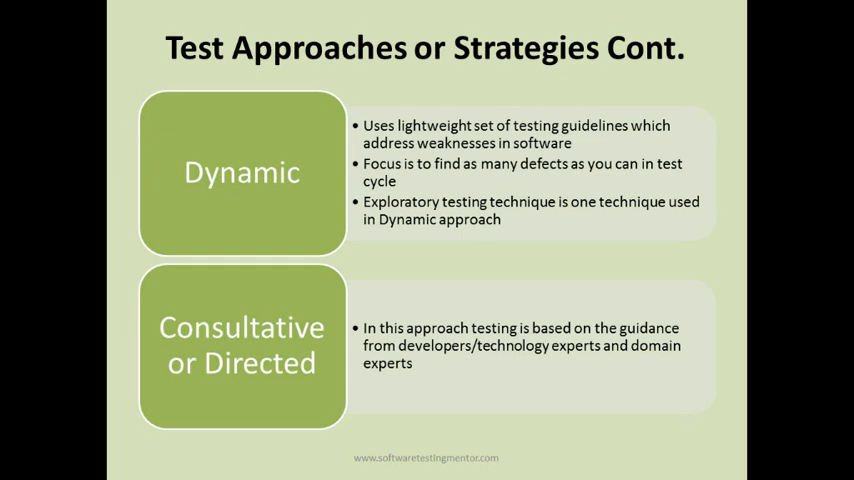 Test Approaches or Strategies Cont.
Dynamic
• Uses lightweight set of testing guidelines which
address weaknesses in software
• Focus is to find as many defects as you can in test
cycle
• Exploratory testing technique is one technique used
in Dynamic approach
Consultative
or Directed
• In this approach testing is based on the guidance
from developers/technology experts and domain
experts
www.softwaretestingmentor.com